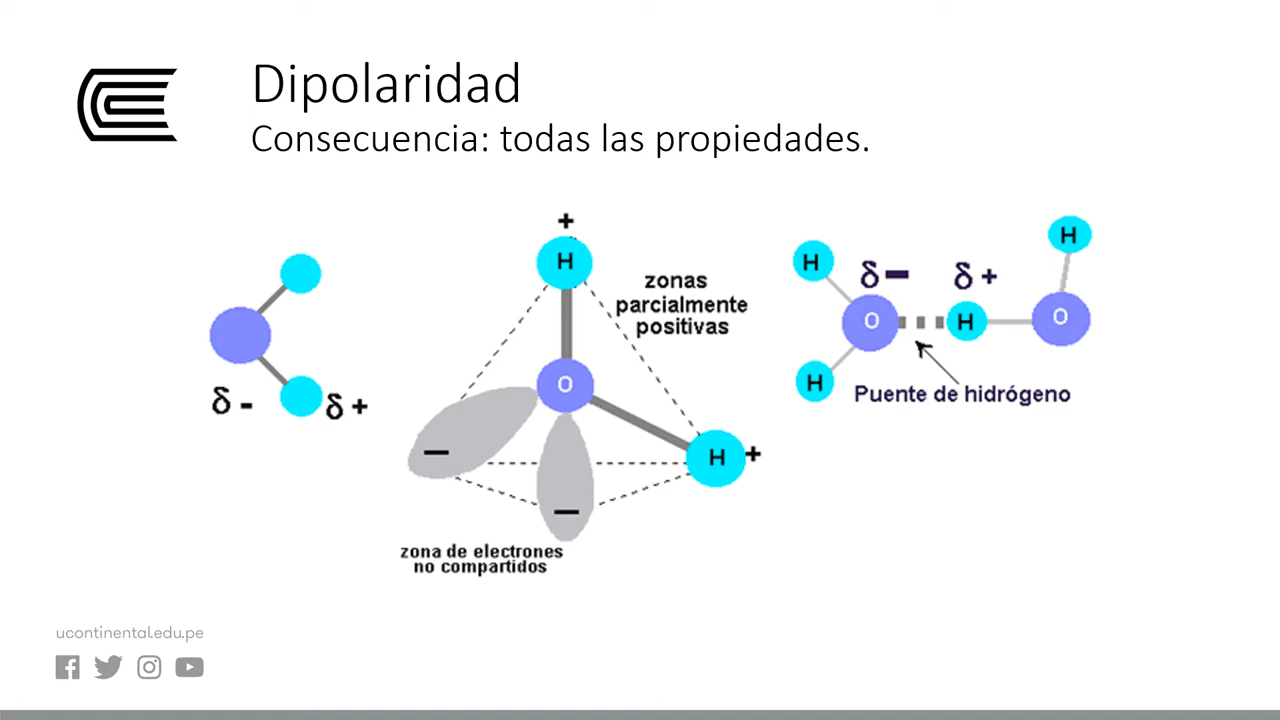 Dipolaridad
Consecuencia: todas las propiedades.
δ -
δ +
+
H
O
H
+
−
−
zonas
parcialmente
positivas
zona de electrones
no compartidos
H
δ −
δ +
H
O
H
O
H
Puente de hidrógeno
ucontinental.edu.pe